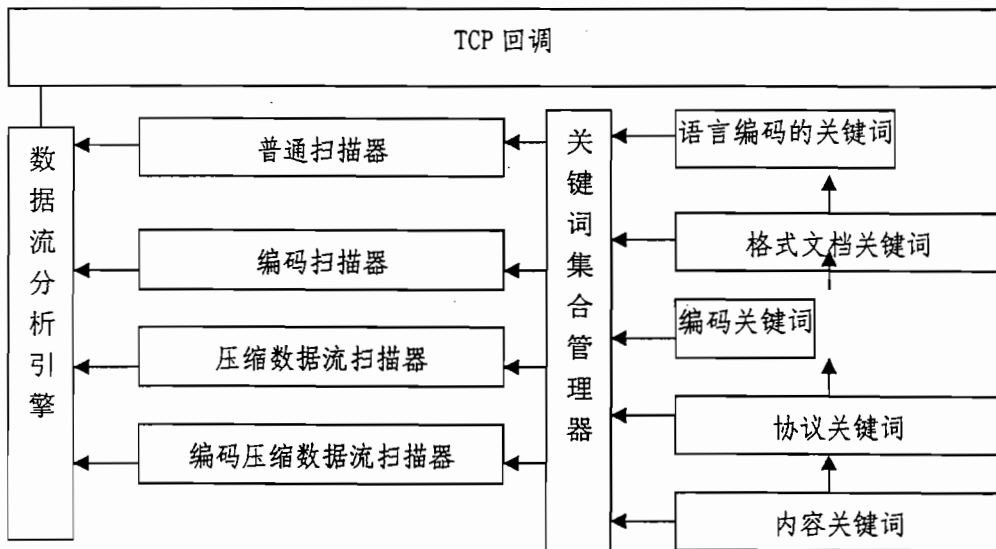 TCP 回调
数据流分析引擎
普通扫描器
编码扫描器
压缩数据流扫描器
编码压缩数据流扫描器
关键词集合管理器
语言编码的关键词
格式文档关键词
编码关键词
协议关键词
内容关键词